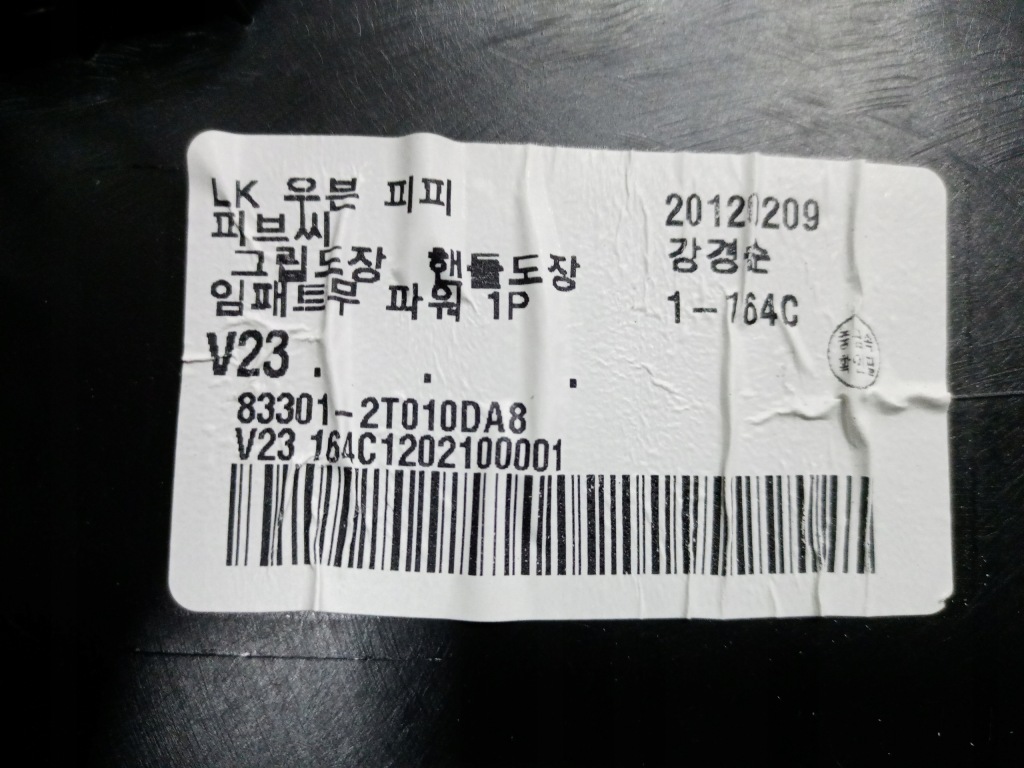 LK 우븐 피피
퍼브씨
그립도장 핸들도장
임패트무 파워 1P
V23 . . .
83301-2T010DA8
V23 164C1202100001
20120209
강경순
1-164C